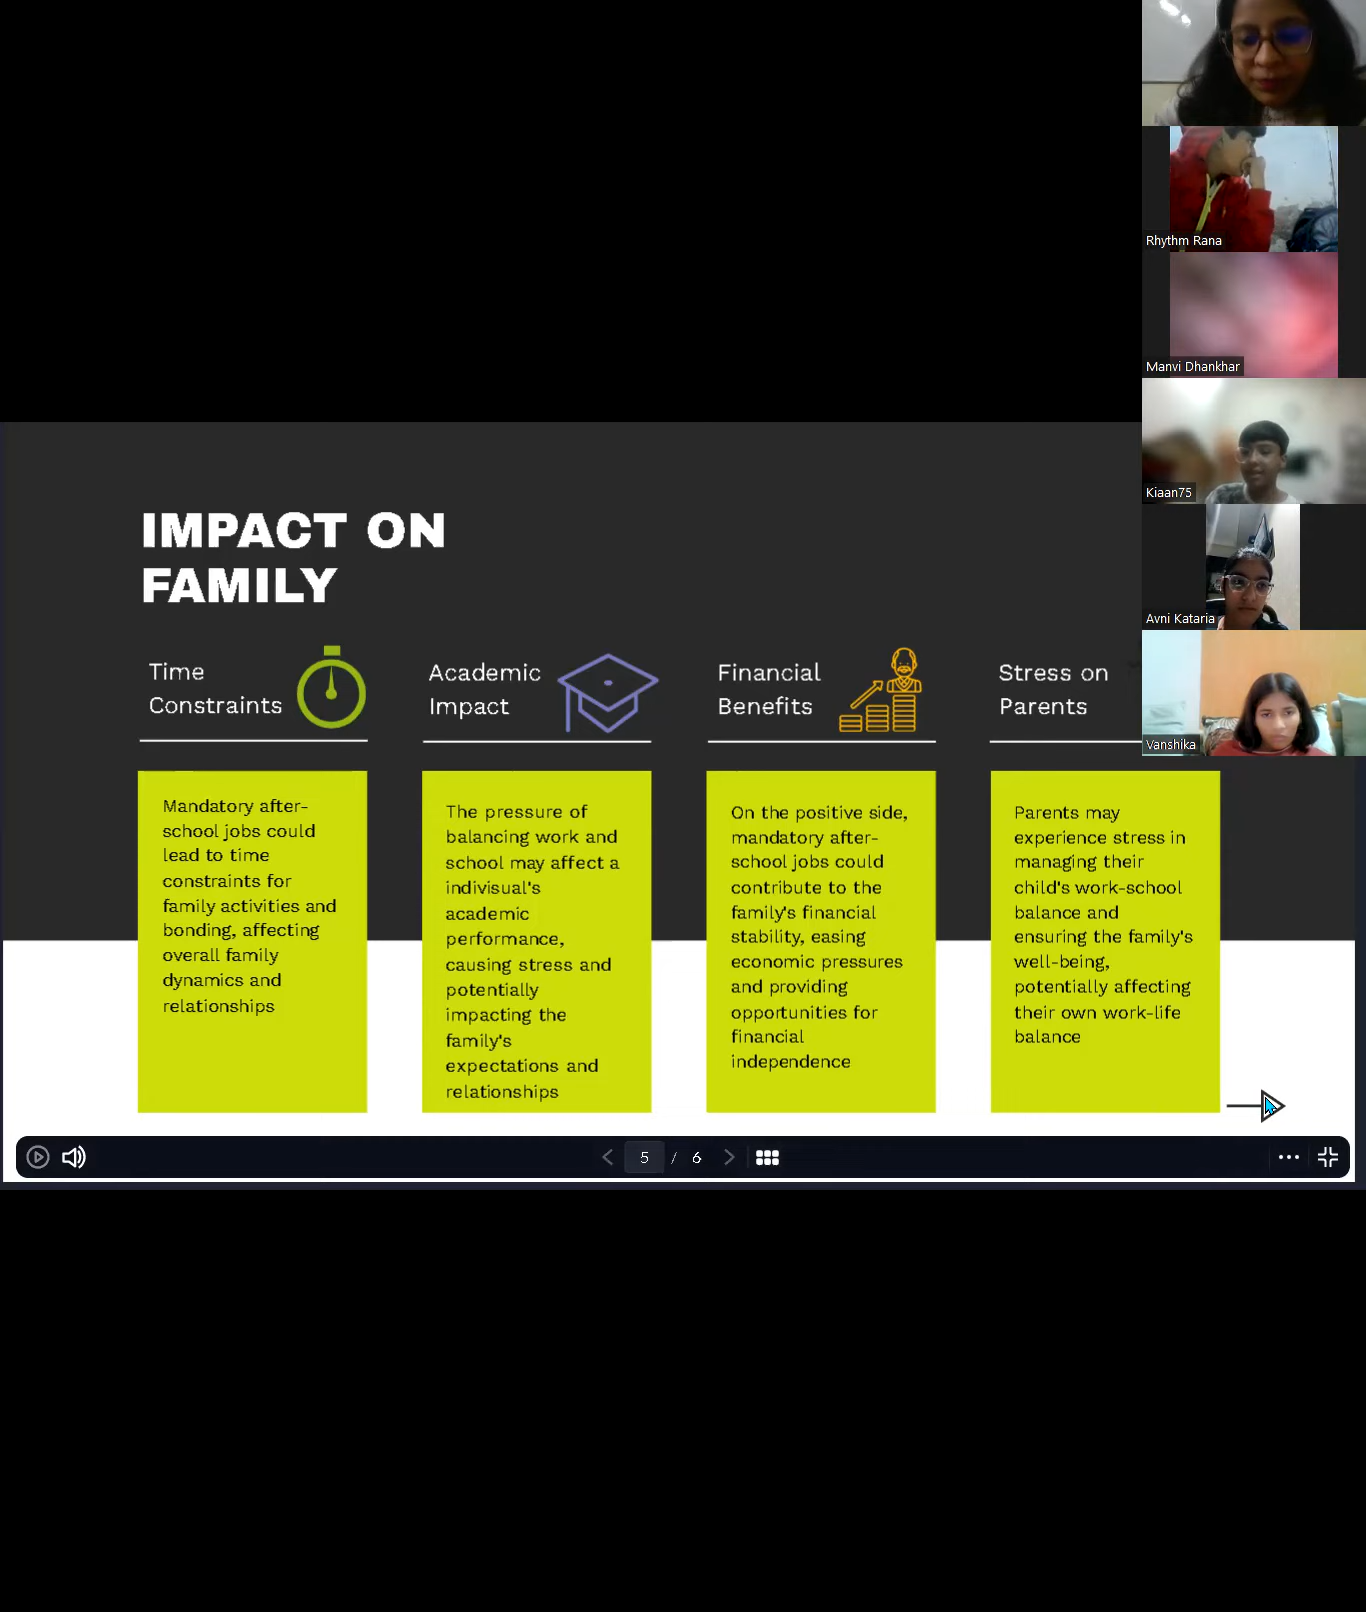 IMPACT ON
FAMILY
Time
Constraints
Mandatory after-
school jobs could
lead to time
constraints for
family activities and
bonding, affecting
overall family
dynamics and
relationships
Academic
Impact
The pressure of
balancing work and
school may affect a
indivisual's
academic
performance,
causing stress and
potentially
impacting the
family's
expectations and
relationships
Financial
Benefits
On the positive side,
mandatory after-
school jobs could
contribute to the
family's financial
stability, easing
economic pressures
and providing
opportunities for
financial
independence
Stress on
Parents
Parents may
experience stress in
managing their
child's work-school
balance and
ensuring the family's
well-being,
potentially affecting
their own work-life
balance
5 / 6
Rhythm Rana
Manvi Dhankhar
Kiaan75
Avni Kataria
Vanshika